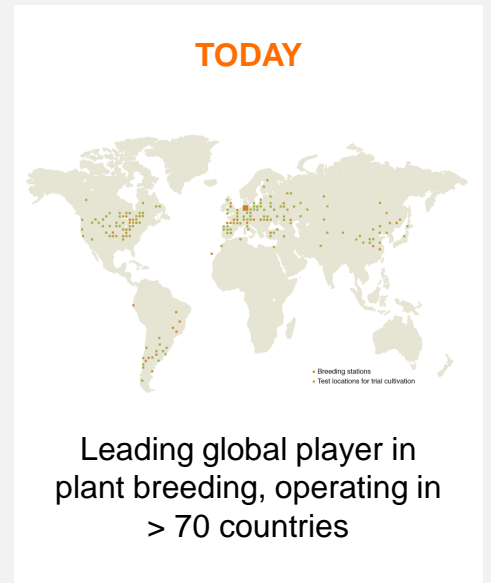 TODAY
Breeding stations
Test locations for trial cultivation
Leading global player in
plant breeding, operating in
> 70 countries